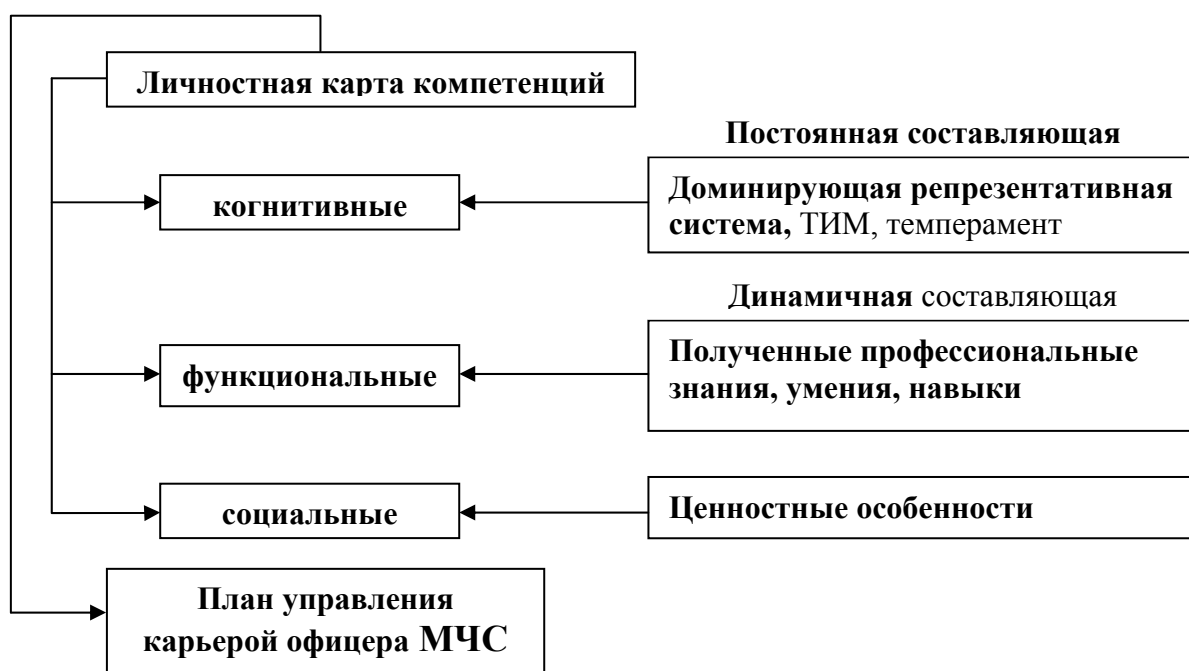 Личностная карта компетенций
Постоянная составляющая
когнитивные
Доминирующая репрезентативная
система, ТИМ, темперамент
Динамичная составляющая
функциональные
Полученные профессиональные
знания, умения, навыки
социальные
Ценностные особенности
План управления
карьерой офицера МЧС